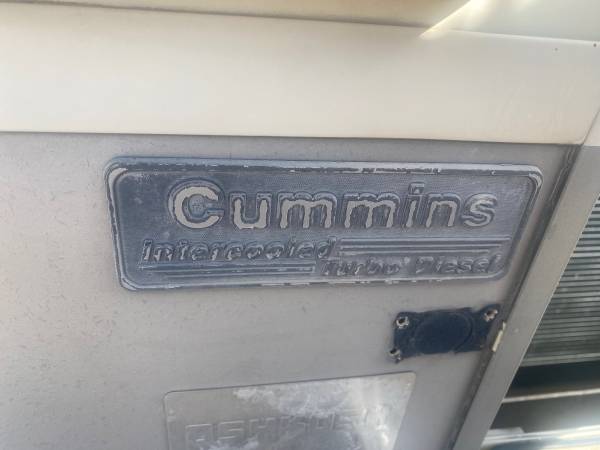 Cummins
Intercooled
Turbo Diesel